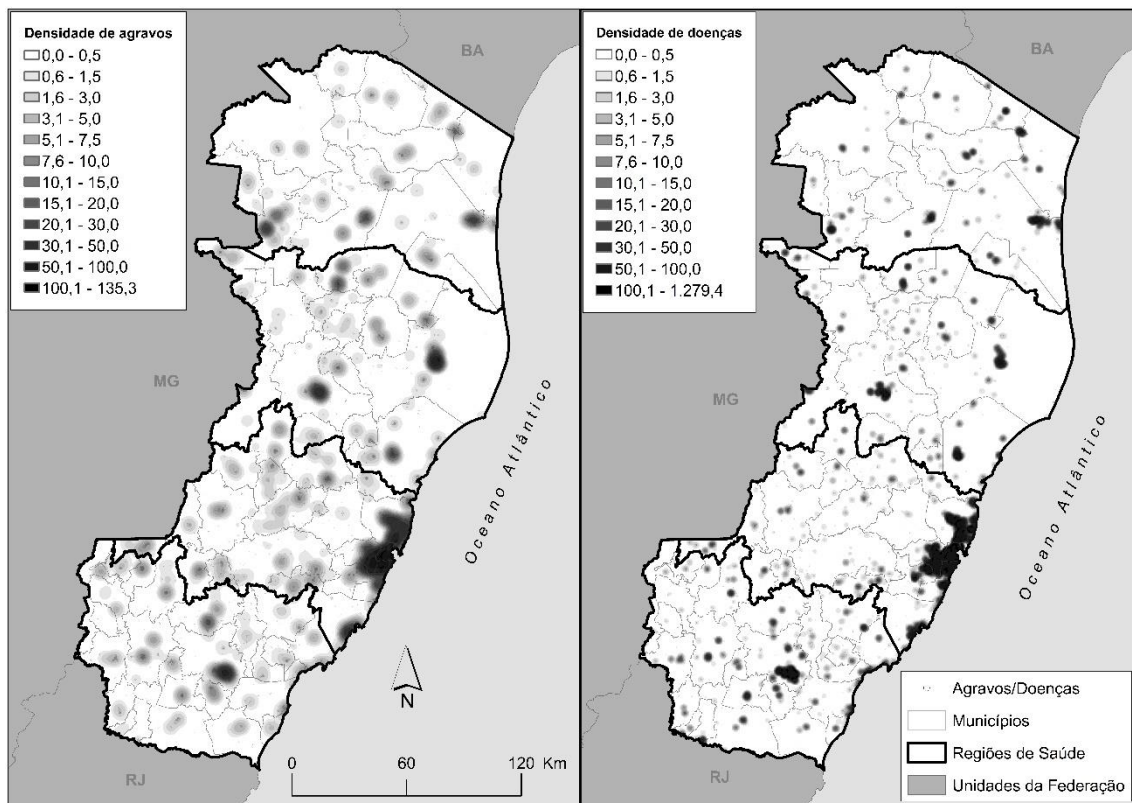 Densidade de agravos
0,0 - 0,5
0,6 - 1,5
1,6 - 3,0
3,1 - 5,0
5,1 - 7,5
7,6 - 10,0
10,1 - 15,0
15,1 - 20,0
20,1 - 30,0
30,1 - 50,0
50,1 - 100,0
100,1 - 135,3
BA
MG
RJ
Oceano Atlântico
N
0 60 120 Km
Densidade de doenças
0,0 - 0,5
0,6 - 1,5
1,6 - 3,0
3,1 - 5,0
5,1 - 7,5
7,6 - 10,0
10,1 - 15,0
15,1 - 20,0
20,1 - 30,0
30,1 - 50,0
50,1 - 100,0
100,1 - 1.279,4
BA
MG
RJ
Oceano Atlântico
Agravos/Doenças
Municípios
Regiões de Saúde
Unidades da Federação